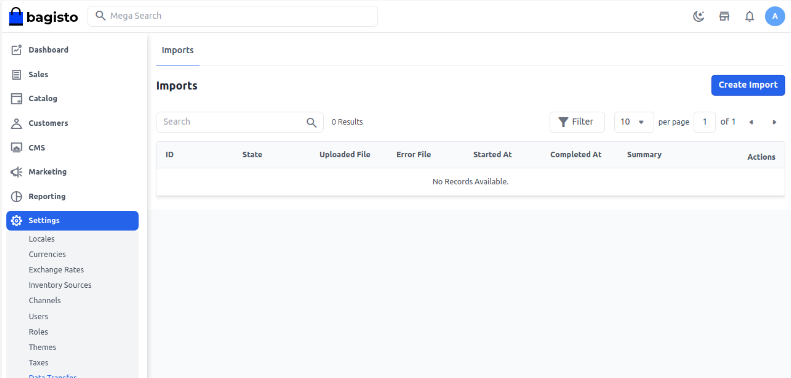 bagisto
Mega Search
A
Dashboard
Sales
Catalog
Customers
CMS
Marketing
Reporting
Settings
Locales
Currencies
Exchange Rates
Inventory Sources
Channels
Users
Roles
Themes
Taxes
Data Transfer
Imports
Imports
Create Import
Search
0 Results
Filter
10
per page
1
of 1
ID State Uploaded File Error File Started At Completed At Summary Actions
No Records Available.